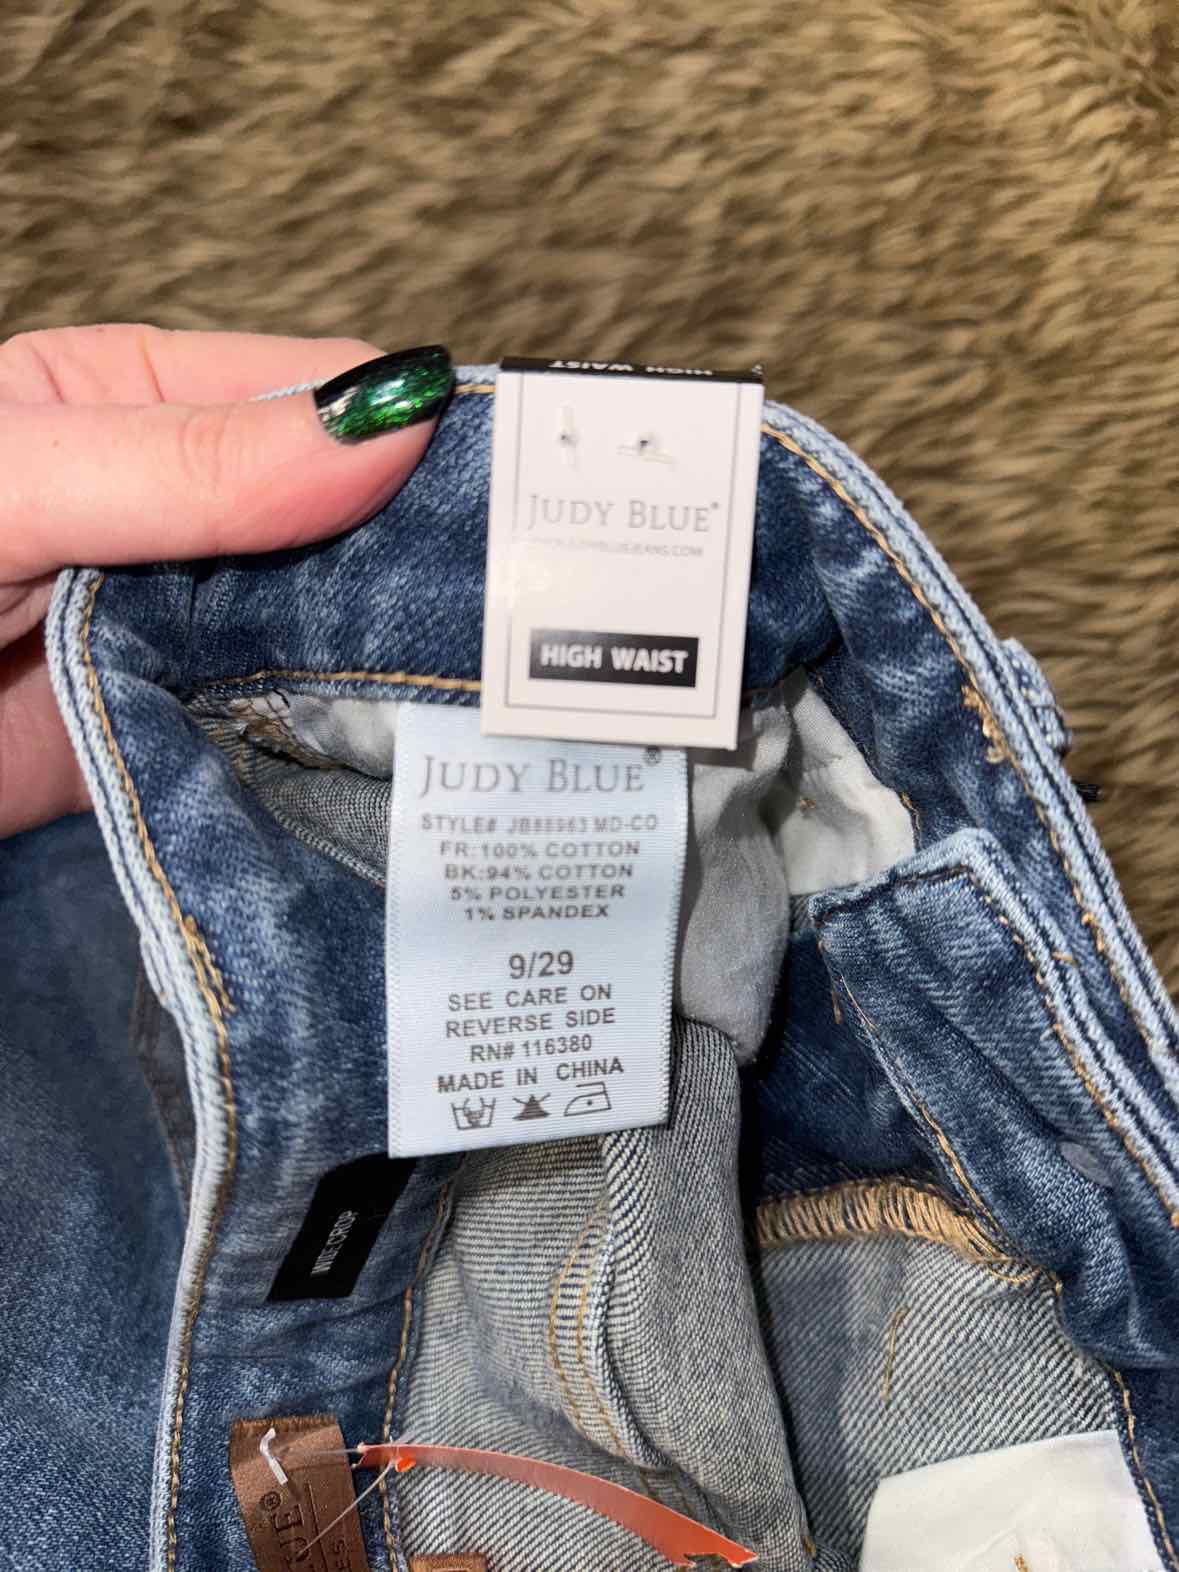 HIGH WAIST
JUDY BLUE®
HIGH WAIST
JUDY BLUE®
STYLE# JB88963 MD-CO
FR:100% COTTON
BK:94% COTTON
5% POLYESTER
1% SPANDEX
9/29
SEE CARE ON
REVERSE SIDE
RN# 116380
MADE IN CHINA
WIDE CROP